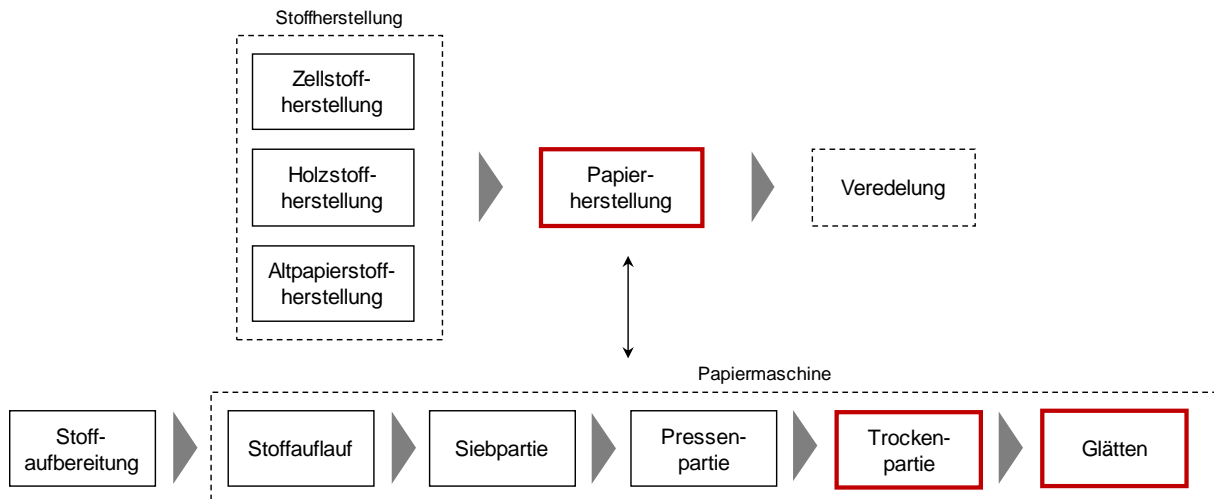 Stoffherstellung
Zellstoff-
herstellung
Holzstoff-
herstellung
Altpapierstoff-
herstellung
Papier-
herstellung
Veredelung
Papiermaschine
Stoff-
aufbereitung
Stoffauflauf
Siebpartie
Pressen-
partie
Trocken-
partie
Glätten